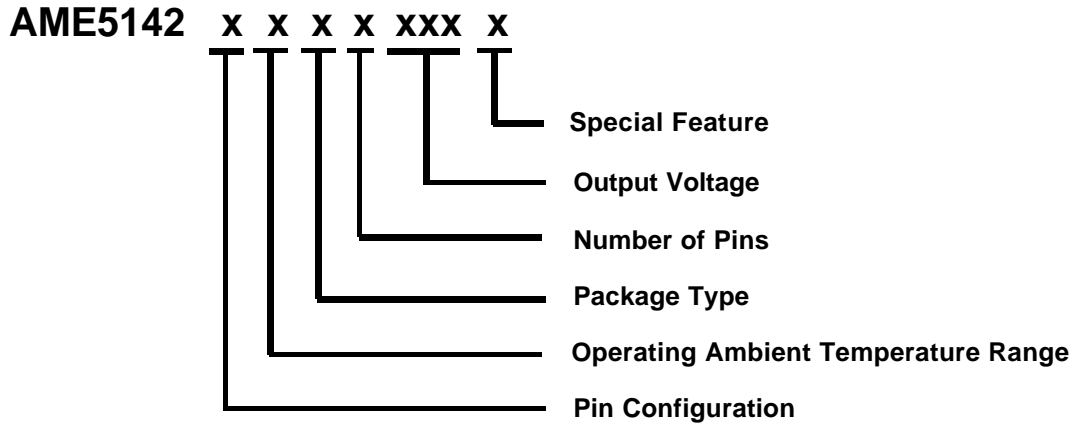 AME5142 x x x x xxx x
Special Feature
Output Voltage
Number of Pins
Package Type
Operating Ambient Temperature Range
Pin Configuration